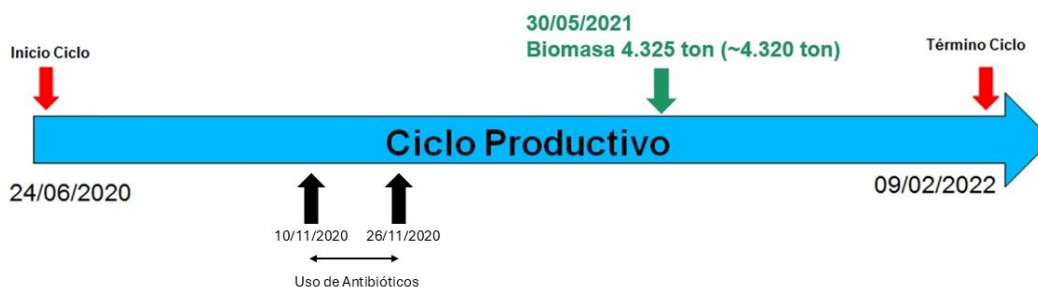 30/05/2021
Biomasa 4.325 ton (~4.320 ton)
Inicio Ciclo
Término Ciclo
Ciclo Productivo
24/06/2020
09/02/2022
10/11/2020
26/11/2020
Uso de Antibióticos